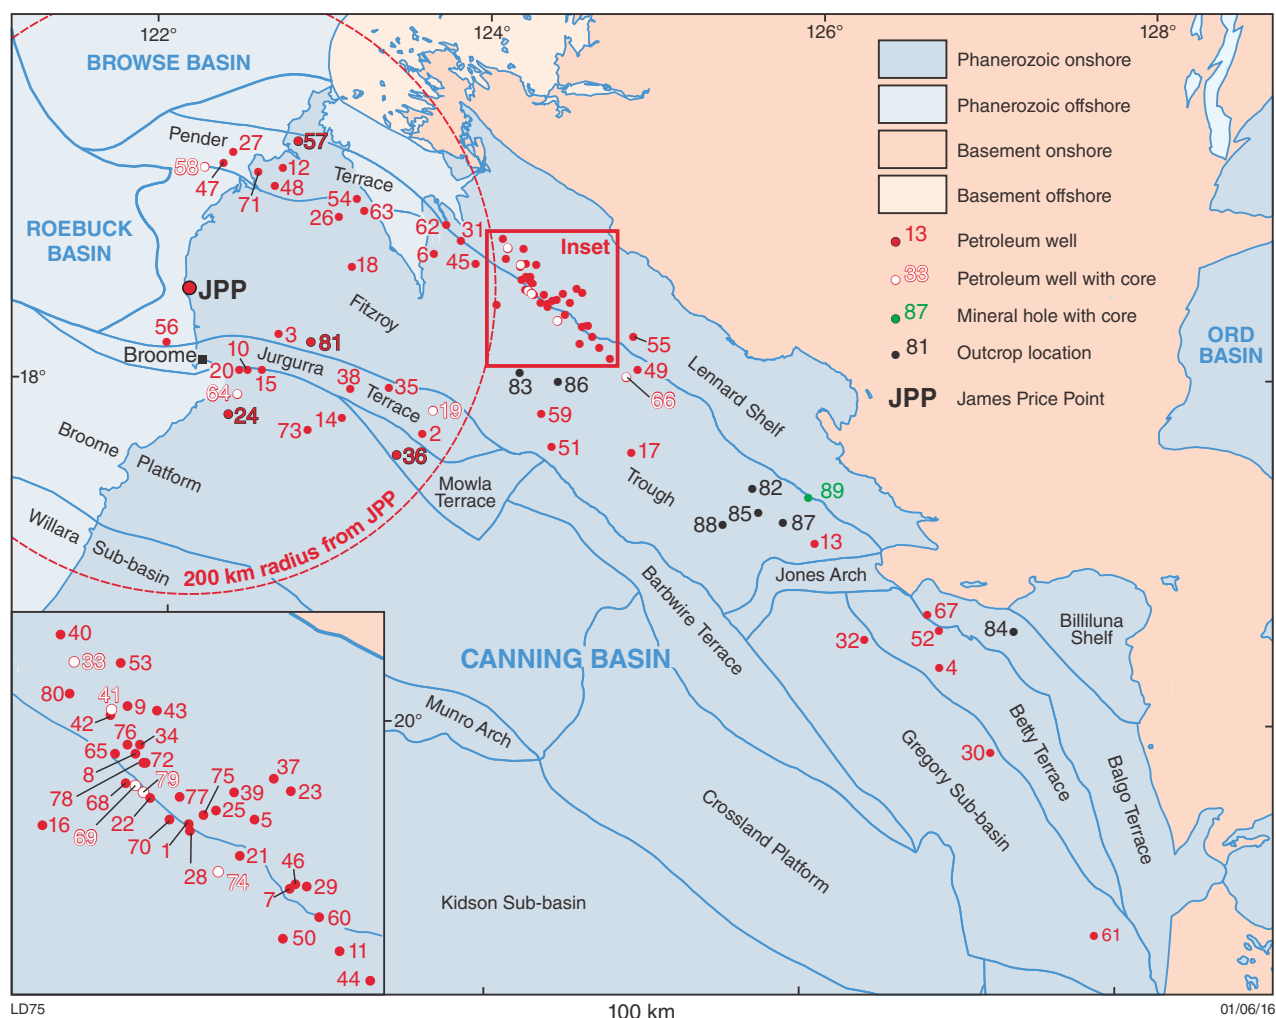 122°
124°
126°
128°
BROWSE BASIN
Phanerozoic onshore
Phanerozoic offshore
Basement onshore
Basement offshore
13 Petroleum well
33 Petroleum well with core
87 Mineral hole with core
81 Outcrop location
JPP James Price Point
Pender
27
57
58
47
12
71
48
Terrace
54
26
63
62
31
6
45
18
ROEBUCK
BASIN
JPP
Inset
Fitzroy
56
3
81
Broome
10
Jurgurra
20
15
64
24
38
35
Terrace
19
14
73
2
36
18°
83
86
55
49
66
59
51
17
Lennard Shelf
ORD
BASIN
Broome
Platform
Mowla
Terrace
Trough
82
89
85
88
87
13
Willara
Sub-basin
200 km radius from JPP
Jones Arch
Barbwire Terrace
67
32
52
84
4
Billiluna
Shelf
CANNING BASIN
20°
Munro Arch
Betty Terrace
Gregory Sub-basin
30
Balgo Terrace
Crossland Platform
Kidson Sub-basin
61
40
33
53
80
41
9
43
42
76
34
65
8
72
79
78
68
75
37
39
23
77
25
5
16
69
22
70
1
28
21
74
46
7
29
60
50
11
44
LD75
100 km
01/06/16